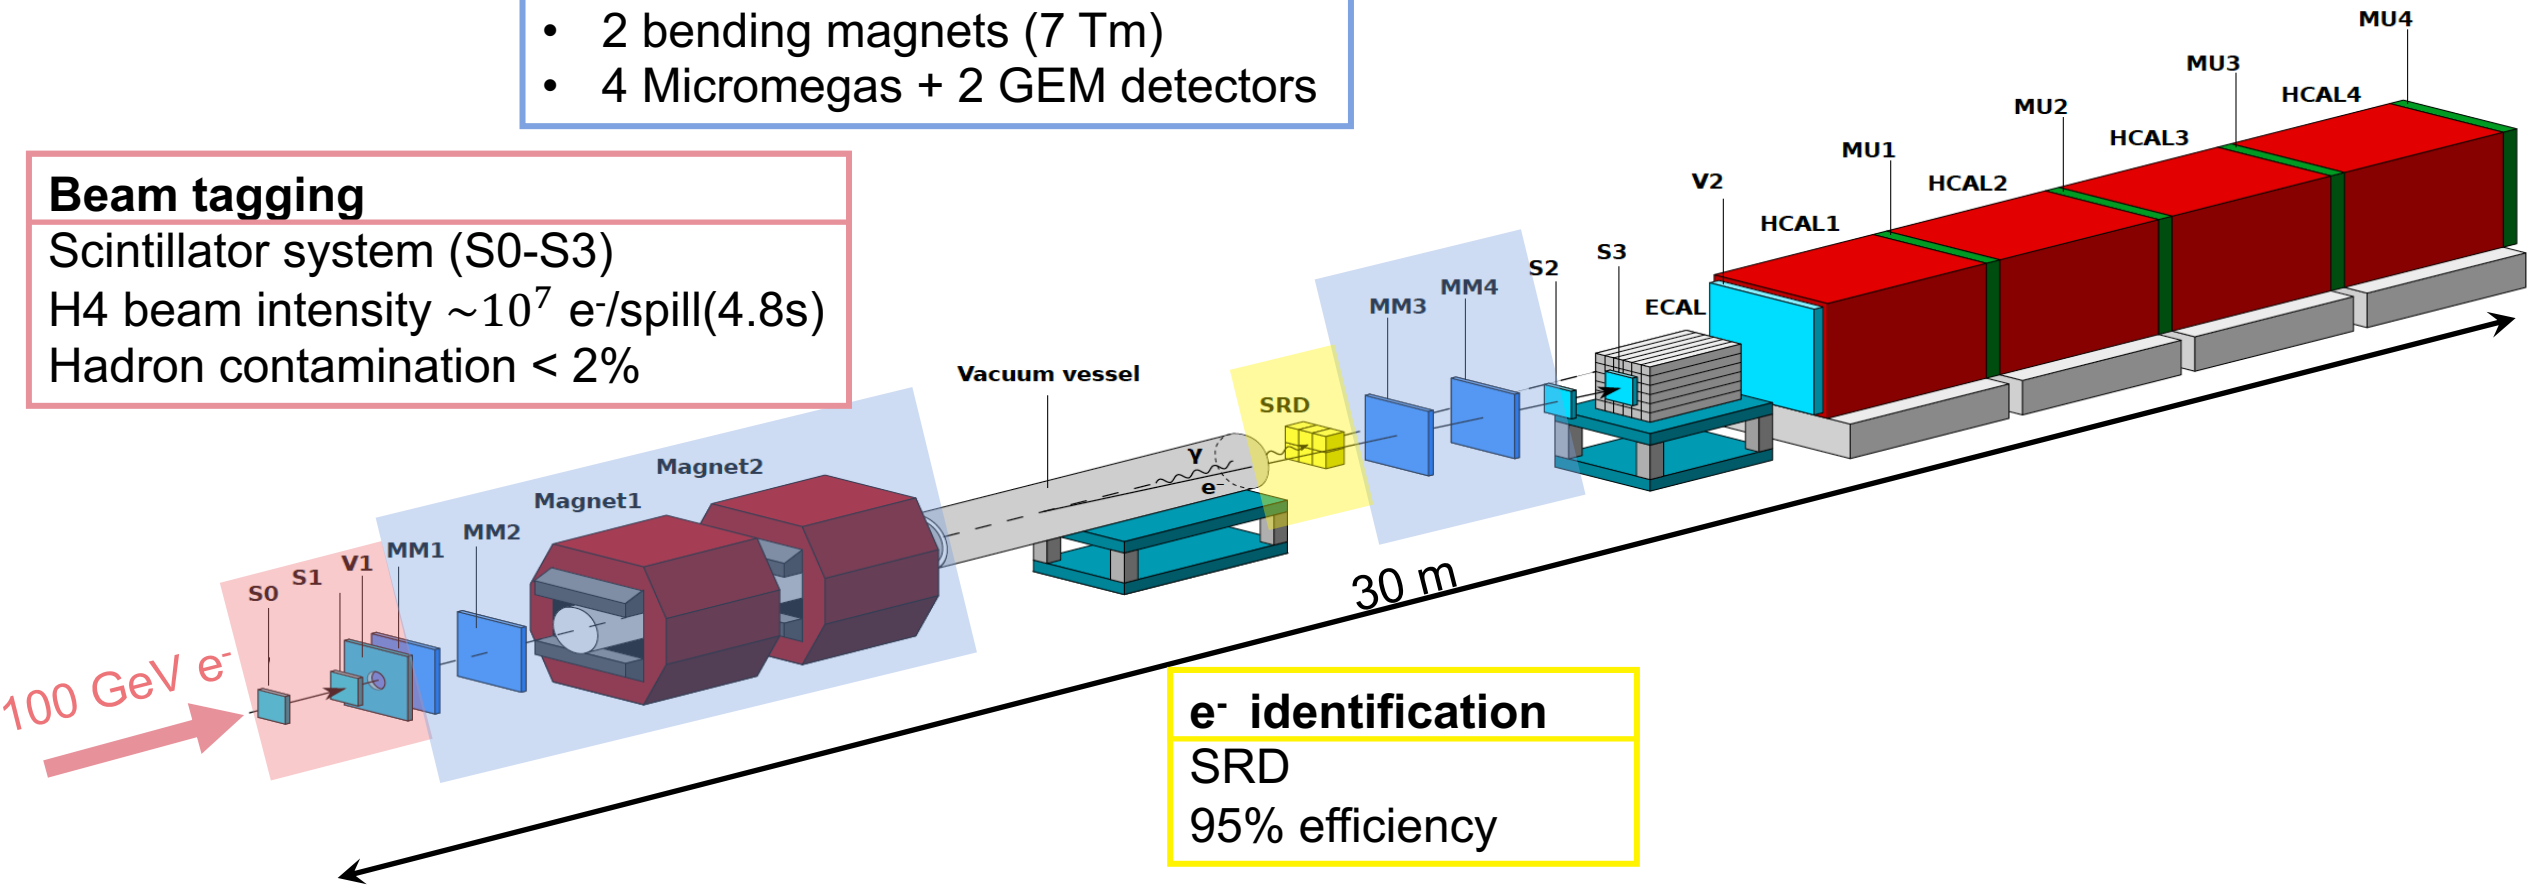 • 2 bending magnets (7 Tm)
• 4 Micromegas + 2 GEM detectors
Beam tagging
Scintillator system (S0-S3)
H4 beam intensity ~10⁷ e⁻/spill(4.8s)
Hadron contamination < 2%
MU4
MU3
HCAL4
MU2
HCAL3
MU1
HCAL2
V2
HCAL1
S3
S2
ECAL
MM4
MM3
SRD
Vacuum vessel
γ
e⁻
Magnet2
Magnet1
MM2
MM1
V1
S1
S0
100 GeV e⁻
30 m
e⁻ identification
SRD
95% efficiency